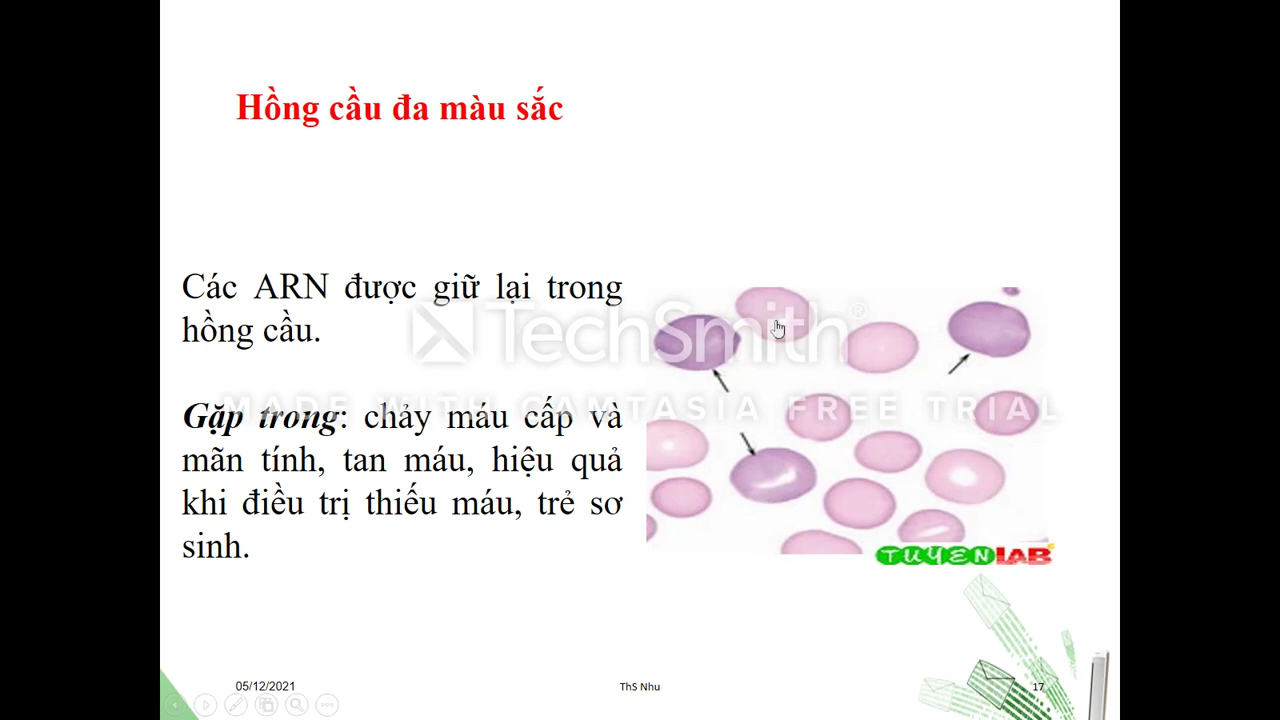 Hồng cầu đa màu sắc
Các ARN được giữ lại trong
hồng cầu.
Gặp trong: chảy máu cấp và
mãn tính, tan máu, hiệu quả
khi điều trị thiếu máu, trẻ sơ
sinh.
TechSmith®
MADE WITH CAMTASIA FREE TRIAL
TUYENLAB©
05/12/2021
ThS Nhu
17